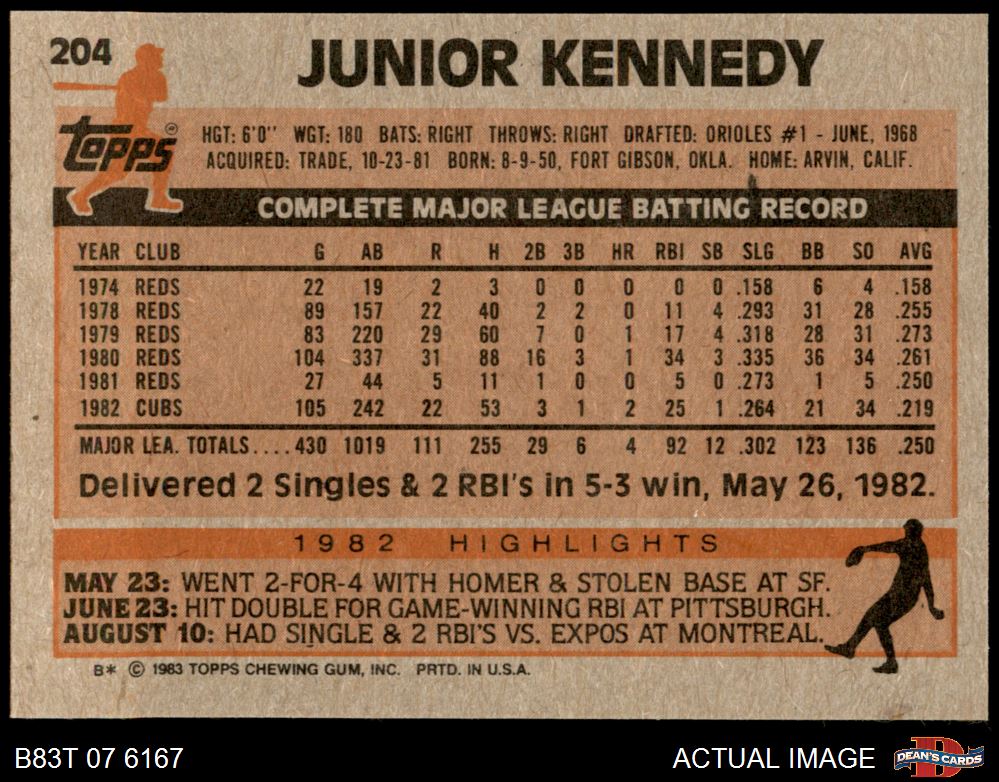 204
JUNIOR KENNEDY
Topps®
HGT: 6'0" WGT: 180 BATS: RIGHT THROWS: RIGHT DRAFTED: ORIOLES #1 - JUNE, 1968
ACQUIRED: TRADE, 10-23-81 BORN: 8-9-50, FORT GIBSON, OKLA. HOME: ARVIN, CALIF.
COMPLETE MAJOR LEAGUE BATTING RECORD
YEAR CLUB G AB R H 2B 3B HR RBI SB SLG BB SO AVG
1974 REDS 22 19 2 3 0 0 0 0 0 .158 6 4 .158
1978 REDS 89 157 22 40 2 2 0 11 4 .293 31 28 .255
1979 REDS 83 220 29 60 7 0 1 17 4 .318 28 31 .273
1980 REDS 104 337 31 88 16 3 1 34 3 .335 36 34 .261
1981 REDS 27 44 5 11 1 0 0 5 0 .273 1 5 .250
1982 CUBS 105 242 22 53 3 1 2 25 1 .264 21 34 .219
MAJOR LEA. TOTALS....430 1019 111 255 29 6 4 92 12 .302 123 136 .250
Delivered 2 Singles & 2 RBI's in 5-3 win, May 26, 1982.
1982 HIGHLIGHTS
MAY 23: WENT 2-FOR-4 WITH HOMER & STOLEN BASE AT SF.
JUNE 23: HIT DOUBLE FOR GAME-WINNING RBI AT PITTSBURGH.
AUGUST 10: HAD SINGLE & 2 RBI'S VS. EXPOS AT MONTREAL.
B* © 1983 TOPPS CHEWING GUM, INC. PRTD. IN U.S.A.
B83T 07 6167
ACTUAL IMAGE
DEAN'S CARDS